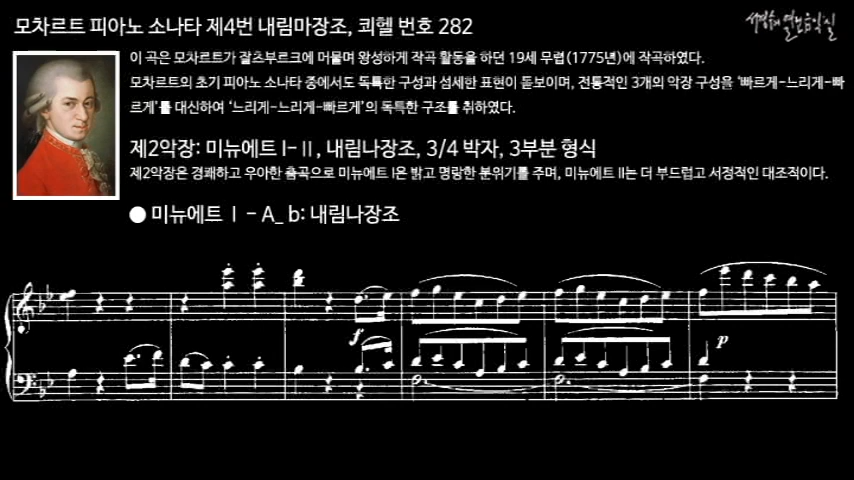 모차르트 피아노 소나타 제4번 내림마장조, 쾨헬 번호 282
서영화의 열린음악실
이 곡은 모차르트가 잘츠부르크에 머물며 왕성하게 작곡 활동을 하던 19세 무렵(1775년)에 작곡하였다.
모차르트의 초기 피아노 소나타 중에서도 독특한 구성과 섬세한 표현이 돋보이며, 전통적인 3개의 악장 구성을 ‘빠르게-느리게-빠
르게’를 대신하여 ‘느리게-느리게-빠르게’의 독특한 구조를 취하였다.
제2악장: 미뉴에트 I-Ⅱ, 내림나장조, 3/4 박자, 3부분 형식
제2악장은 경쾌하고 우아한 춤곡으로 미뉴에트 I은 밝고 명랑한 분위기를 주며, 미뉴에트 II는 더 부드럽고 서정적인 대조적이다.
● 미뉴에트 Ⅰ - A_ b: 내림나장조
f
p